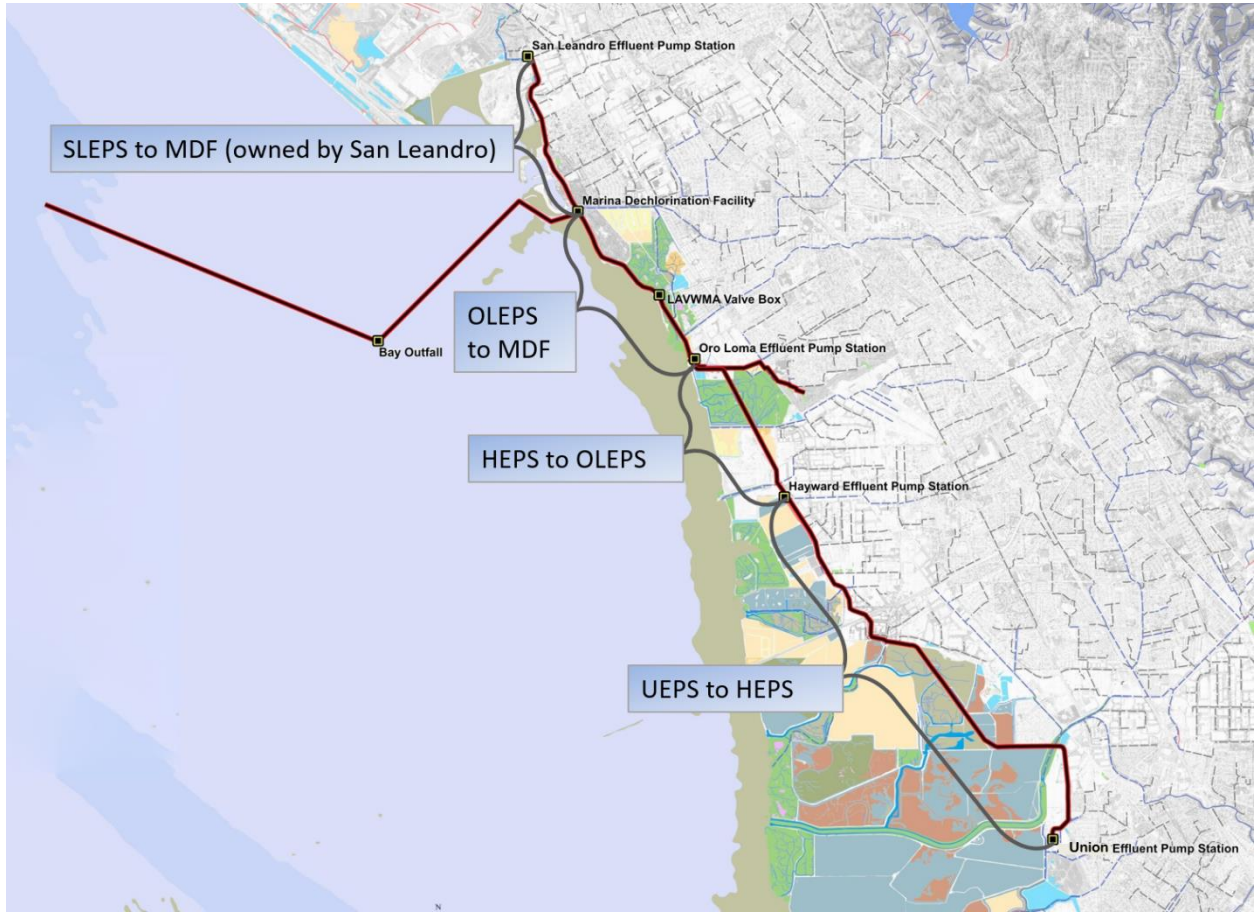 San Leandro Effluent Pump Station
SLEPS to MDF (owned by San Leandro)
Marina Dechlorination Facility
LAVWMA Valve Box
OLEPS
to MDF
Bay Outfall
Oro Loma Effluent Pump Station
HEPS to OLEPS
Hayward Effluent Pump Station
UEPS to HEPS
Union Effluent Pump Station
N